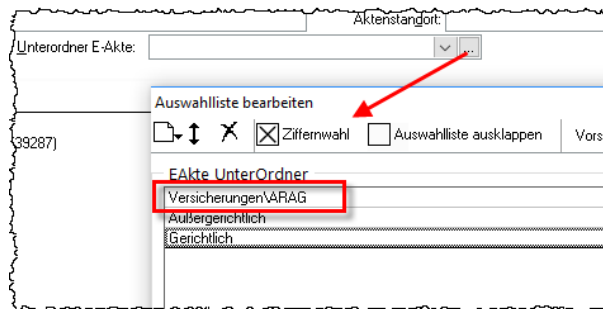 Aktenstandort:
Unterordner E-Akte:
...
Auswahlliste bearbeiten
39287)
Ziffernwahl
Auswahlliste ausklappen
Vors
EAkte UnterOrdner
Versicherungen\ARAG
Außergerichtlich
Gerichtlich